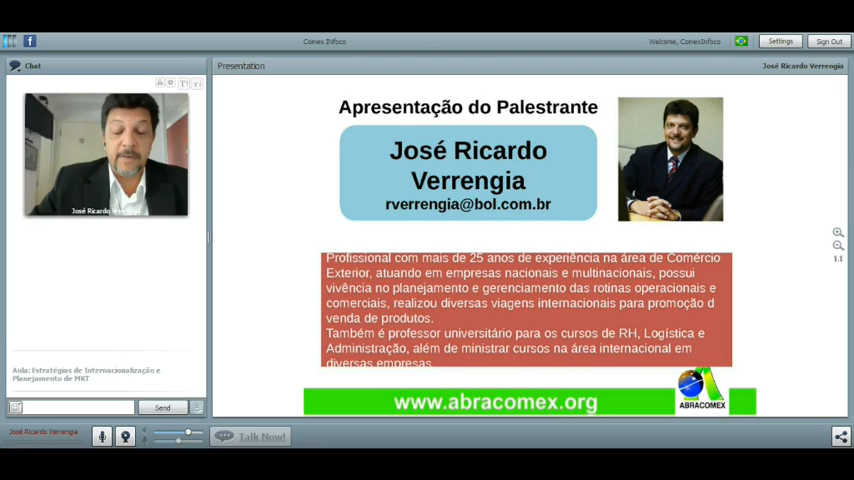 Comex INfoco
Welcome, ComexInfoco
Settings
Sign Out
Chat
Presentation
José Ricardo Verrengia
José Ricardo Verrengia
Apresentação do Palestrante
José Ricardo
Verrengia
rverrengia@bol.com.br
Profissional com mais de 25 anos de experiência na área de Comércio
Exterior, atuando em empresas nacionais e multinacionais, possui
vivência no planejamento e gerenciamento das rotinas operacionais e
comerciais, realizou diversas viagens internacionais para promoção d
venda de produtos.
Também é professor universitário para os cursos de RH, Logística e
Administração, além de ministrar cursos na área internacional em
diversas empresas.
1:1
Aula: Estratégias de Internacionalização e
Planejamento de MKT
Send
www.abracomex.org
ABRACOMEX
José Ricardo Verrengia
Talk Now!